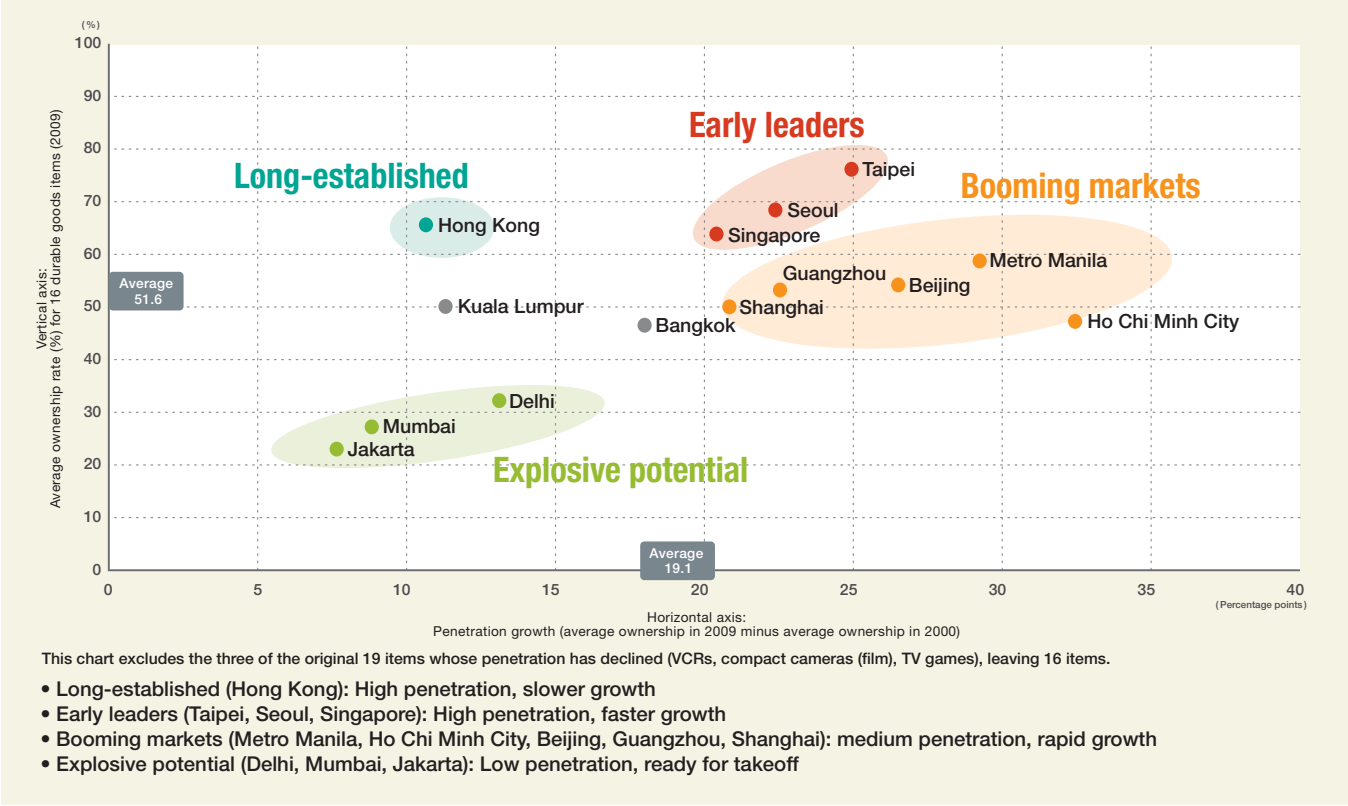 (%)
100
90
80
70
60
50
40
30
20
10
0
Vertical axis:
Average ownership rate (%) for 16 durable goods items (2009)
Average
51.6
Early leaders
Long-established
Booming markets
Taipei
Seoul
Singapore
Hong Kong
Metro Manila
Guangzhou
Beijing
Kuala Lumpur
Shanghai
Bangkok
Ho Chi Minh City
Delhi
Mumbai
Jakarta
Explosive potential
Average
19.1
0 5 10 15 20 25 30 35 40
(Percentage points)
Horizontal axis:
Penetration growth (average ownership in 2009 minus average ownership in 2000)
This chart excludes the three of the original 19 items whose penetration has declined (VCRs, compact cameras (film), TV games), leaving 16 items.
• Long-established (Hong Kong): High penetration, slower growth
• Early leaders (Taipei, Seoul, Singapore): High penetration, faster growth
• Booming markets (Metro Manila, Ho Chi Minh City, Beijing, Guangzhou, Shanghai): medium penetration, rapid growth
• Explosive potential (Delhi, Mumbai, Jakarta): Low penetration, ready for takeoff